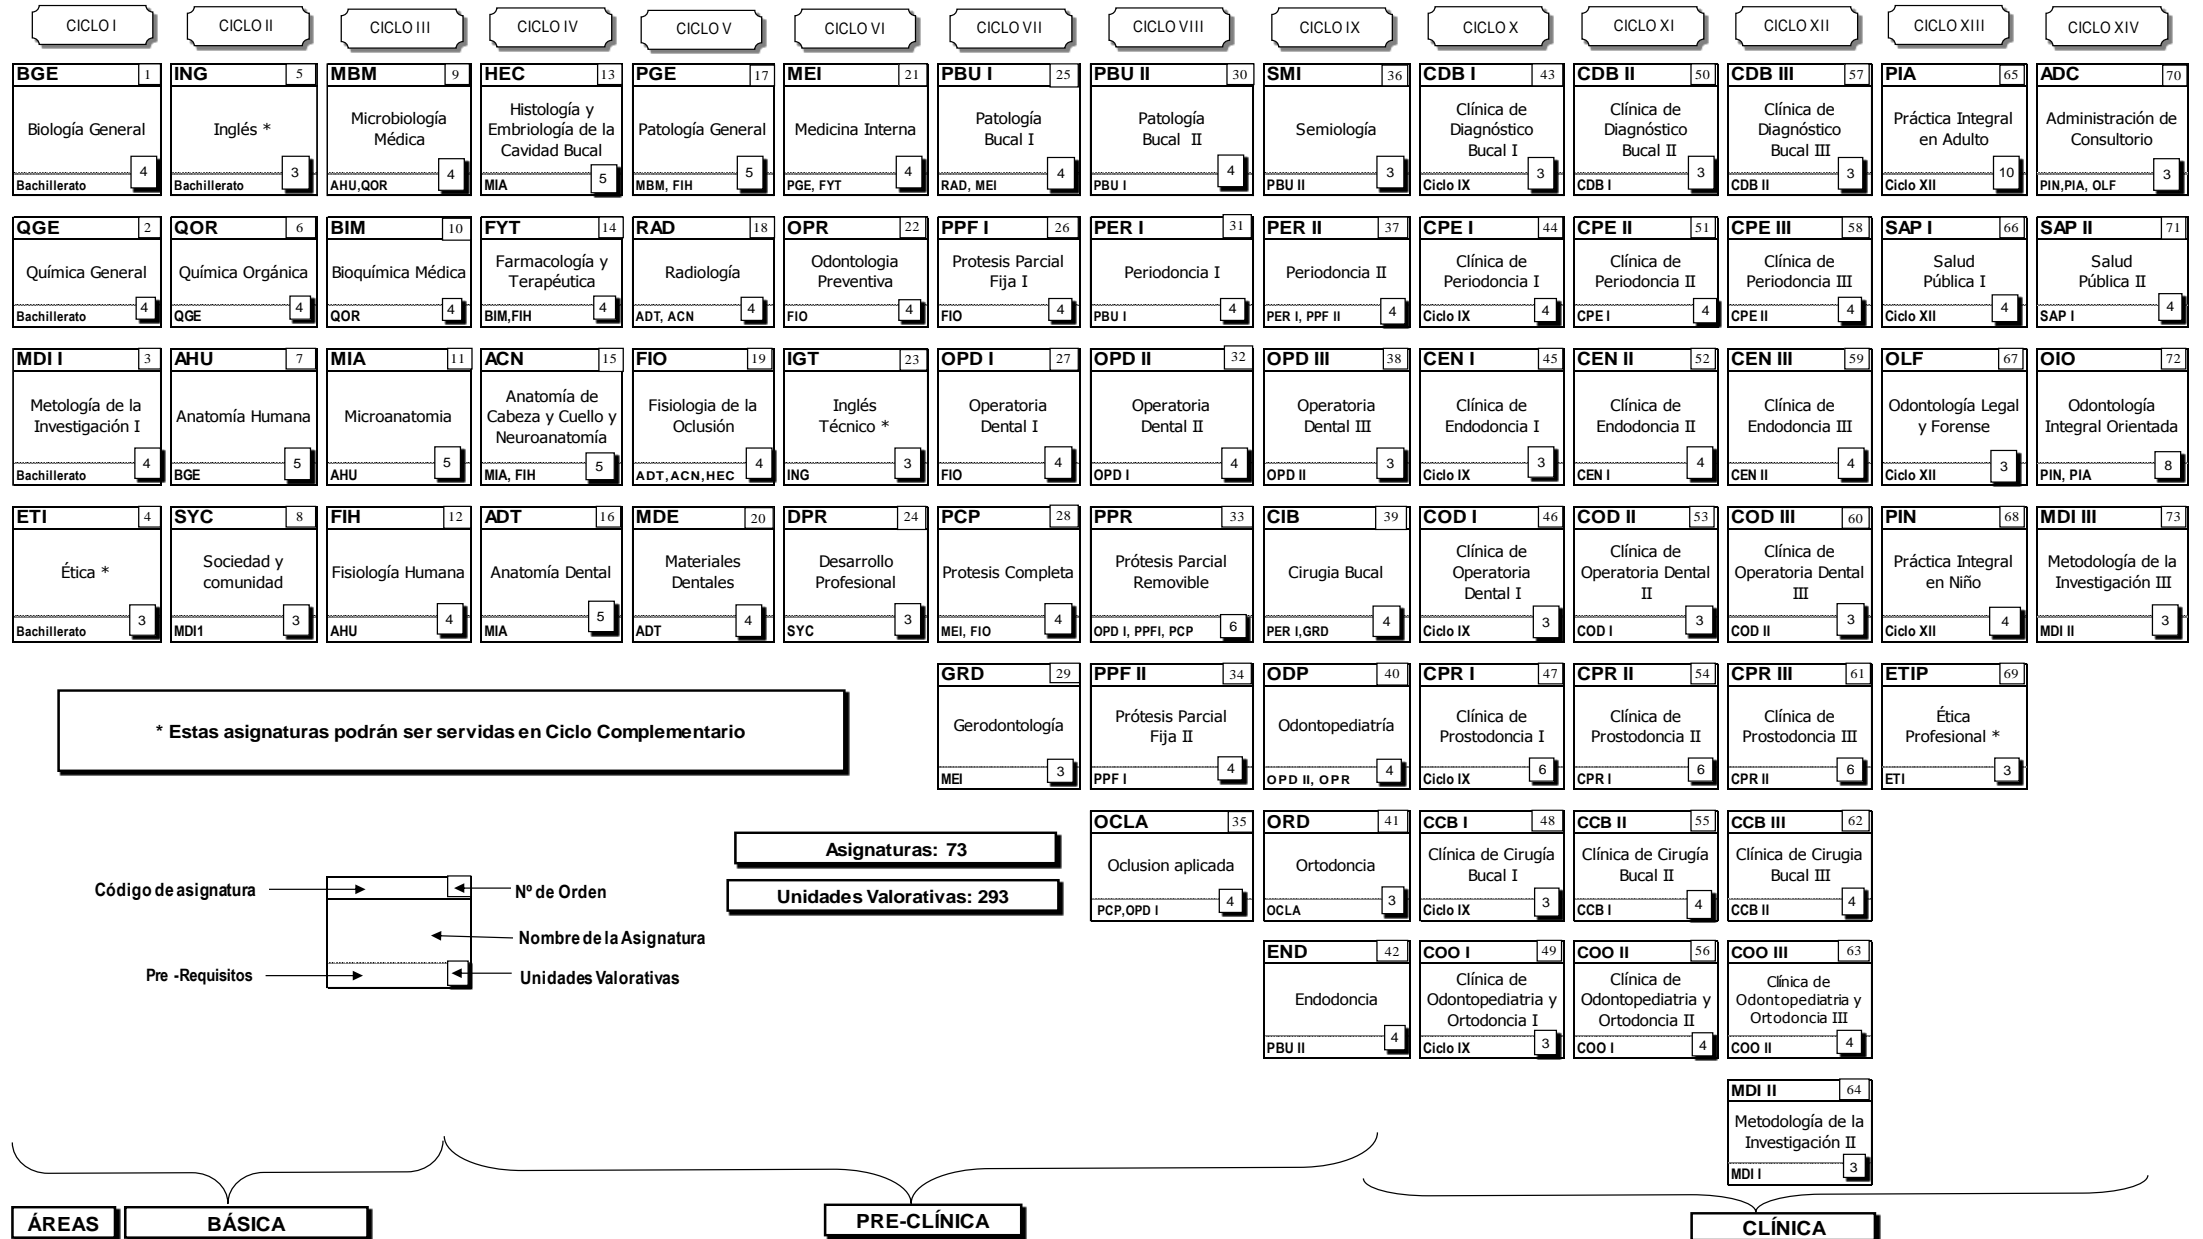 CICLO I
CICLO II
CICLO III
CICLO IV
CICLO V
CICLO VI
CICLO VII
CICLO VIII
CICLO IX
CICLO X
CICLO XI
CICLO XII
CICLO XIII
CICLO XIV
BGE 1
Biología General
4
Bachillerato
ING 5
Inglés *
3
Bachillerato
MBM 9
Microbiología
Médica
4
AHU,QOR
HEC 13
Histología y
Embriología de la
Cavidad Bucal
5
MIA
PGE 17
Patología General
5
MBM, FIH
MEI 21
Medicina Interna
4
PGE, FYT
PBU I 25
Patología
Bucal I
4
RAD, MEI
PBU II 30
Patología
Bucal II
4
PBU I
SMI 36
Semiología
3
PBU II
CDB I 43
Clínica de
Diagnóstico
Bucal I
3
Ciclo IX
CDB II 50
Clínica de
Diagnóstico
Bucal II
3
CDB I
CDB III 57
Clínica de
Diagnóstico
Bucal III
3
CDB II
PIA 65
Práctica Integral
en Adulto
10
Ciclo XII
ADC 70
Administración de
Consultorio
3
PIN,PIA, OLF
QGE 2
Química General
4
Bachillerato
QOR 6
Química Orgánica
4
QGE
BIM 10
Bioquímica Médica
4
QOR
FYT 14
Farmacología y
Terapéutica
4
BIM,FIH
RAD 18
Radiología
4
ADT, ACN
OPR 22
Odontologia
Preventiva
4
FIO
PPF I 26
Protesis Parcial
Fija I
4
FIO
PER I 31
Periodoncia I
4
PBU I
PER II 37
Periodoncia II
4
PER I, PPF II
CPE I 44
Clínica de
Periodoncia I
4
Ciclo IX
CPE II 51
Clínica de
Periodoncia II
4
CPE I
CPE III 58
Clínica de
Periodoncia III
4
CPE II
SAP I 66
Salud
Pública I
4
Ciclo XII
SAP II 71
Salud
Pública II
4
SAP I
MDI I 3
Metología de la
Investigación I
4
Bachillerato
AHU 7
Anatomía Humana
5
BGE
MIA 11
Microanatomia
5
AHU
ACN 15
Anatomía de
Cabeza y Cuello y
Neuroanatomía
5
MIA, FIH
FIO 19
Fisiologia de la
Oclusión
4
ADT,ACN,HEC
IGT 23
Inglés
Técnico *
3
ING
OPD I 27
Operatoria
Dental I
4
FIO
OPD II 32
Operatoria
Dental II
4
OPD I
OPD III 38
Operatoria
Dental III
3
OPD II
CEN I 45
Clínica de
Endodoncia I
3
Ciclo IX
CEN II 52
Clínica de
Endodoncia II
4
CEN I
CEN III 59
Clínica de
Endodoncia III
4
CEN II
OLF 67
Odontología Legal
y Forense
3
Ciclo XII
OIO 72
Odontología
Integral Orientada
8
PIN, PIA
ETI 4
Ética *
3
Bachillerato
SYC 8
Sociedad y
comunidad
3
MDI1
FIH 12
Fisiología Humana
4
AHU
ADT 16
Anatomía Dental
5
MIA
MDE 20
Materiales
Dentales
4
ADT
DPR 24
Desarrollo
Profesional
3
SYC
PCP 28
Protesis Completa
4
MEI, FIO
PPR 33
Prótesis Parcial
Removible
6
OPD I, PPFI, PCP
CIB 39
Cirugia Bucal
4
PER I,GRD
COD I 46
Clínica de
Operatoria
Dental I
3
Ciclo IX
COD II 53
Clínica de
Operatoria Dental
II
3
COD I
COD III 60
Clínica de
Operatoria Dental
III
3
COD II
PIN 68
Práctica Integral
en Niño
4
Ciclo XII
MDI III 73
Metodología de la
Investigación III
3
MDI II
GRD 29
Gerodontología
3
MEI
PPF II 34
Prótesis Parcial
Fija II
4
PPF I
ODP 40
Odontopediatría
4
OPD II, OPR
CPR I 47
Clínica de
Prostodoncia I
6
Ciclo IX
CPR II 54
Clínica de
Prostodoncia II
6
CPR I
CPR III 61
Clínica de
Prostodoncia III
6
CPR II
ETIP 69
Ética
Profesional *
3
ETI
* Estas asignaturas podrán ser servidas en Ciclo Complementario
OCLA 35
Oclusion aplicada
4
PCP,OPD I
ORD 41
Ortodoncia
3
OCLA
CCB I 48
Clínica de Cirugía
Bucal I
3
Ciclo IX
CCB II 55
Clínica de Cirugía
Bucal II
4
CCB I
CCB III 62
Clínica de Cirugia
Bucal III
4
CCB II
Asignaturas: 73
Unidades Valorativas: 293
Código de asignatura
Nº de Orden
Nombre de la Asignatura
Pre -Requisitos
Unidades Valorativas
END 42
Endodoncia
4
PBU II
COO I 49
Clínica de
Odontopediatria y
Ortodoncia I
3
Ciclo IX
COO II 56
Clínica de
Odontopediatria y
Ortodoncia II
4
COO I
COO III 63
Clínica de
Odontopediatria y
Ortodoncia III
4
COO II
MDI II 64
Metodología de la
Investigación II
3
MDI I
ÁREAS
BÁSICA
PRE-CLÍNICA
CLÍNICA